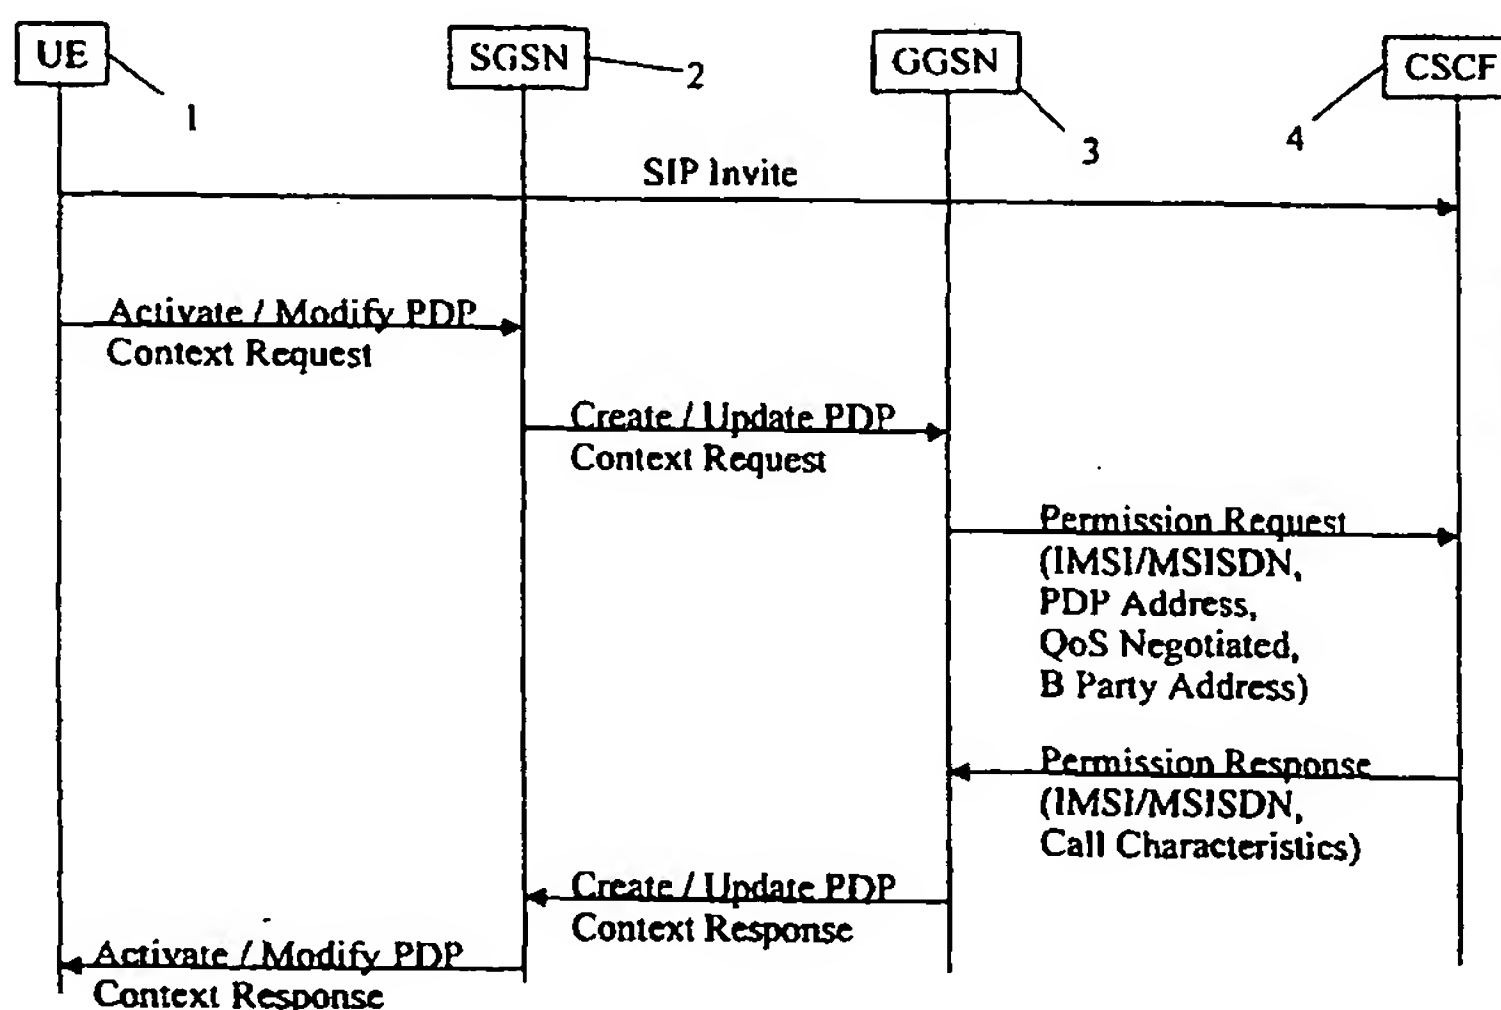 UE
SGSN
GGSN
CSCF
1
2
3
4
SIP Invite
Activate / Modify PDP
Context Request
Create / Update PDP
Context Request
Permission Request
(IMSI/MSISDN,
PDP Address,
QoS Negotiated,
B Party Address)
Permission Response
(IMSI/MSISDN,
Call Characteristics)
Create / Update PDP
Context Response
Activate / Modify PDP
Context Response